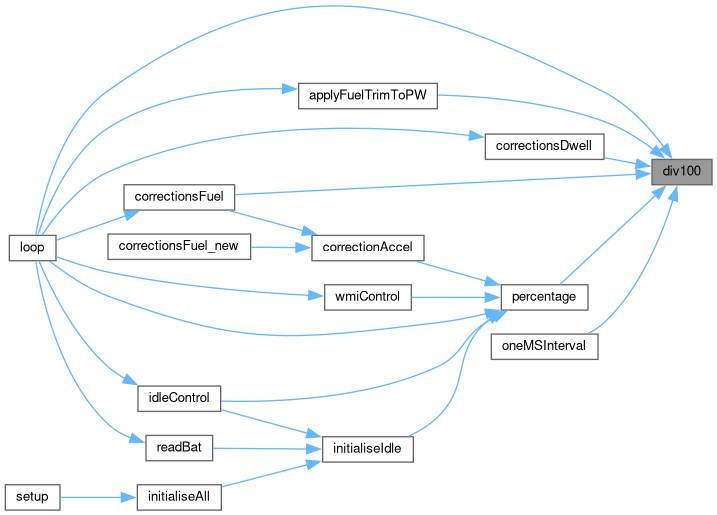 applyFuelTrimToPW
correctionsDwell
div100
correctionsFuel
loop
correctionsFuel_new
correctionAccel
wmiControl
percentage
oneMSInterval
idleControl
readBat
initialiseIdle
setup
initialiseAll